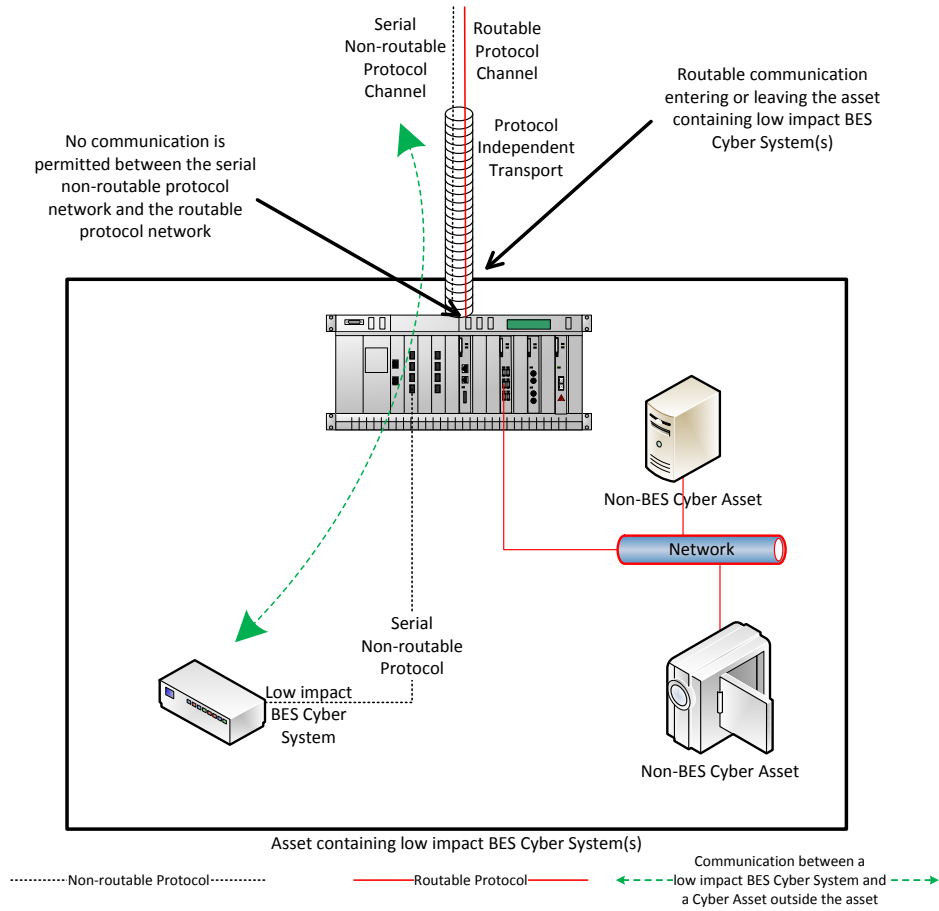 Serial
Non-routable
Protocol
Channel
Routable
Protocol
Channel
Routable communication
entering or leaving the asset
containing low impact BES
Cyber System(s)
Protocol
Independent
Transport
No communication is
permitted between the serial
non-routable protocol
network and the routable
protocol network
Non-BES Cyber Asset
Network
Serial
Non-routable
Protocol
Low impact
BES Cyber
System
Non-BES Cyber Asset
Asset containing low impact BES Cyber System(s)
Non-routable Protocol
Routable Protocol
Communication between a
low impact BES Cyber System and
a Cyber Asset outside the asset